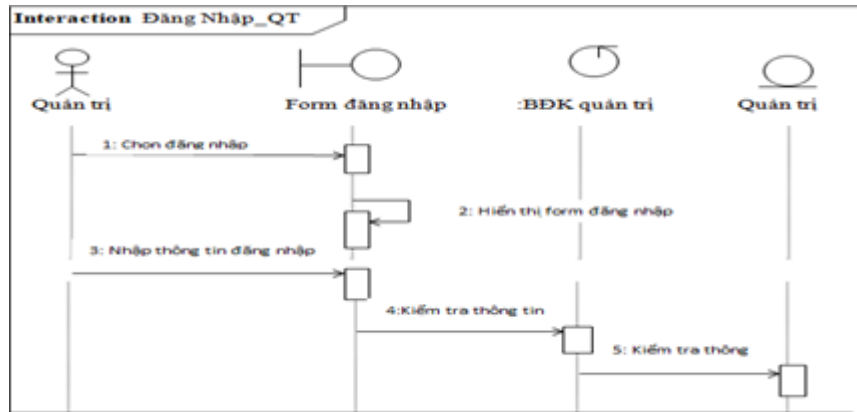 Interaction Đăng Nhập_QT
Quản trị
Form đăng nhập
:BĐK quản trị
Quản trị
1: Chọn đăng nhập
2: Hiển thị form đăng nhập
3: Nhập thông tin đăng nhập
4:Kiểm tra thông tin
5: Kiểm tra thông